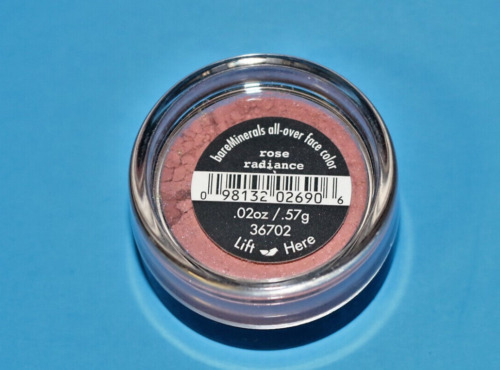 bareMinerals all-over face color
rose
radiance
0 98132 02690 6
.02oz / .57g
36702
Lift Here